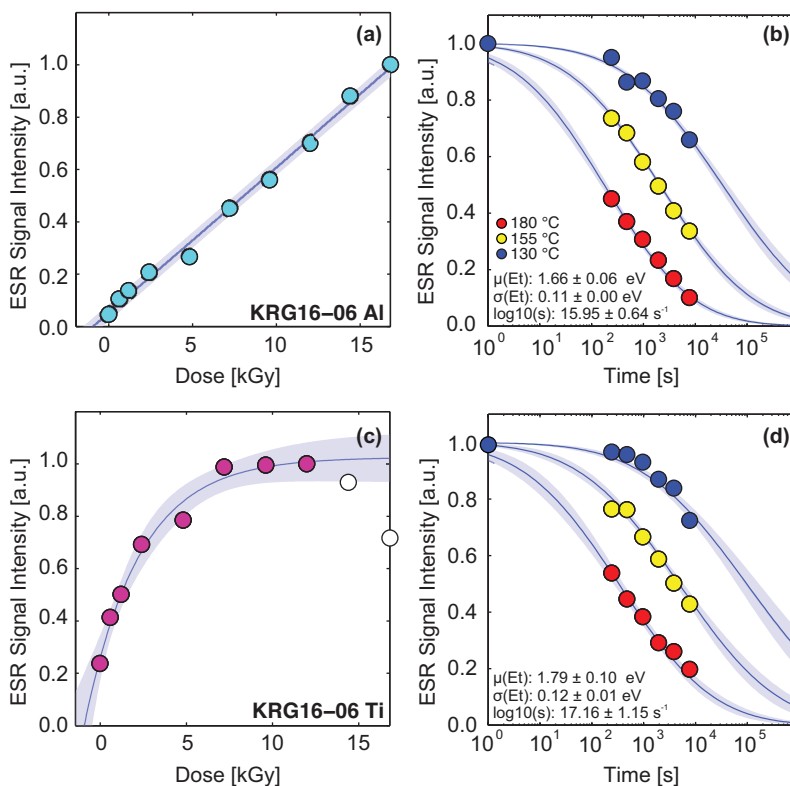 (a)
ESR Signal Intensity [a.u.]
1.0
0.8
0.6
0.4
0.2
0.0
KRG16–06 Al
0 5 10 15
Dose [kGy]
(b)
ESR Signal Intensity [a.u.]
1.0
0.8
0.6
0.4
0.2
0.0
180 °C
155 °C
130 °C
μ(Et): 1.66 ± 0.06 eV
σ(Et): 0.11 ± 0.00 eV
log10(s): 15.95 ± 0.64 s⁻¹
10⁰ 10¹ 10² 10³ 10⁴ 10⁵
Time [s]
(c)
ESR Signal Intensity [a.u.]
1.0
0.8
0.6
0.4
0.2
0.0
KRG16–06 Ti
0 5 10 15
Dose [kGy]
(d)
ESR Signal Intensity [a.u.]
1.0
0.8
0.6
0.4
0.2
0.0
μ(Et): 1.79 ± 0.10 eV
σ(Et): 0.12 ± 0.01 eV
log10(s): 17.16 ± 1.15 s⁻¹
10⁰ 10¹ 10² 10³ 10⁴ 10⁵
Time [s]